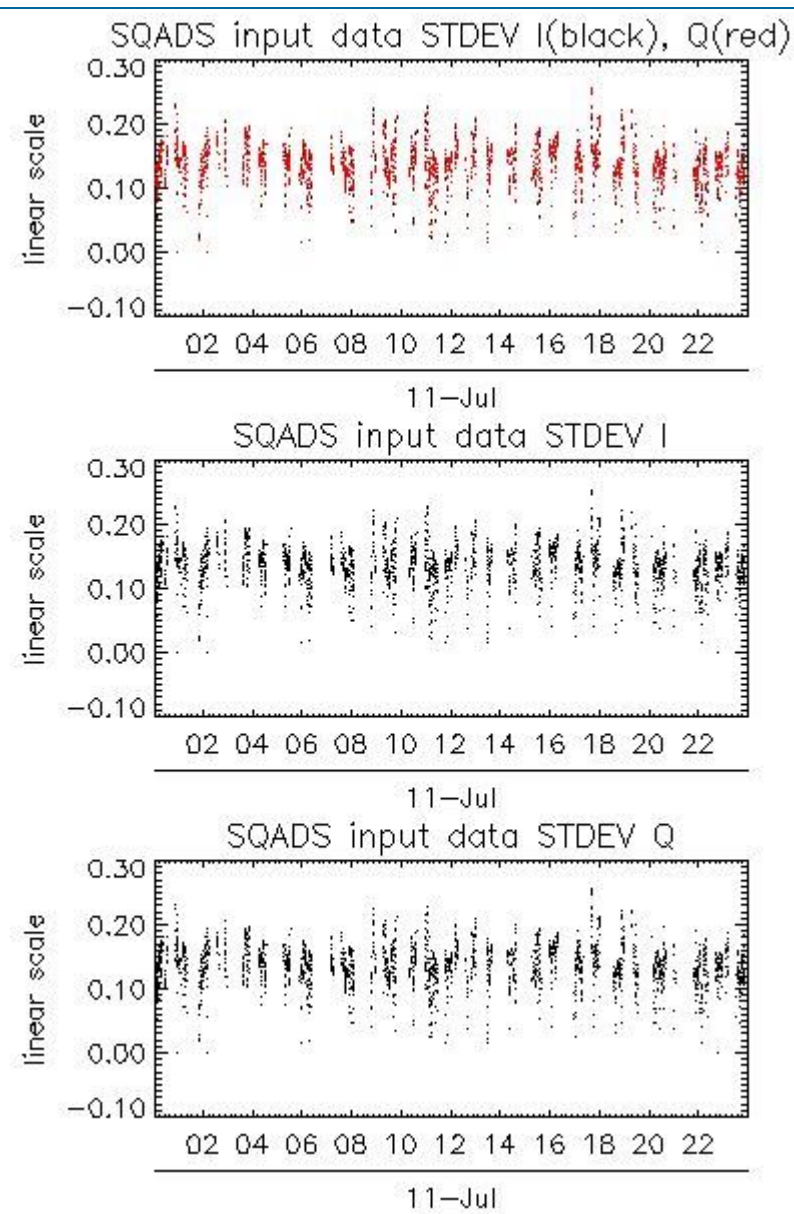 SQADS input data STDEV I(black), Q(red)
0.30
0.20
0.10
0.00
-0.10
linear scale
02 04 06 08 10 12 14 16 18 20 22
11-Jul
SQADS input data STDEV I
0.30
0.20
0.10
0.00
-0.10
linear scale
02 04 06 08 10 12 14 16 18 20 22
11-Jul
SQADS input data STDEV Q
0.30
0.20
0.10
0.00
-0.10
linear scale
02 04 06 08 10 12 14 16 18 20 22
11-Jul